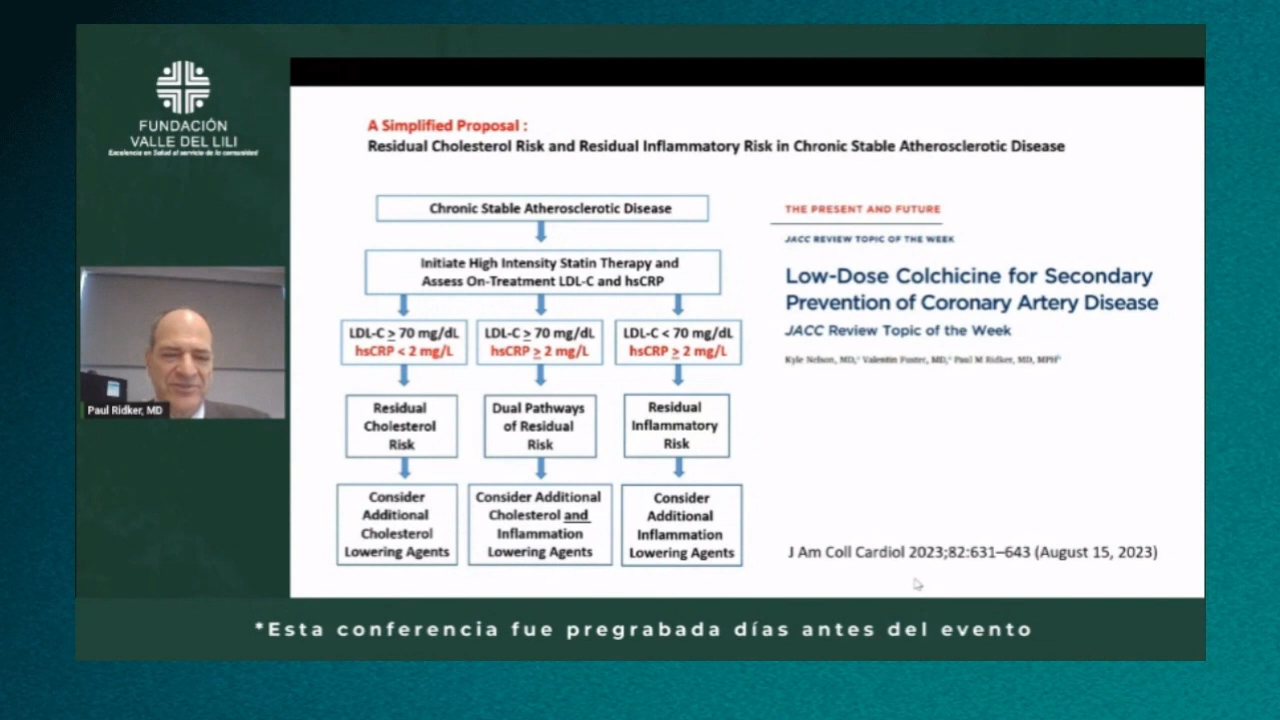 FUNDACIÓN
VALLE DEL LILI
Excelencia en Salud al servicio de la comunidad
Paul Ridker, MD
A Simplified Proposal :
Residual Cholesterol Risk and Residual Inflammatory Risk in Chronic Stable Atherosclerotic Disease
Chronic Stable Atherosclerotic Disease
Initiate High Intensity Statin Therapy and
Assess On-Treatment LDL-C and hsCRP
LDL-C ≥ 70 mg/dL
hsCRP < 2 mg/L
LDL-C ≥ 70 mg/dL
hsCRP ≥ 2 mg/L
LDL-C < 70 mg/dL
hsCRP ≥ 2 mg/L
Residual
Cholesterol
Risk
Dual Pathways
of Residual
Risk
Residual
Inflammatory
Risk
Consider
Additional
Cholesterol
Lowering Agents
Consider Additional
Cholesterol and
Inflammation
Lowering Agents
Consider
Additional
Inflammation
Lowering Agents
THE PRESENT AND FUTURE
JACC REVIEW TOPIC OF THE WEEK
Low-Dose Colchicine for Secondary
Prevention of Coronary Artery Disease
JACC Review Topic of the Week
Kyle Nelson, MD, Valentin Fuster, MD, Paul M Ridker, MD, MPH
J Am Coll Cardiol 2023;82:631–643 (August 15, 2023)
*Esta conferencia fue pregrabada días antes del evento